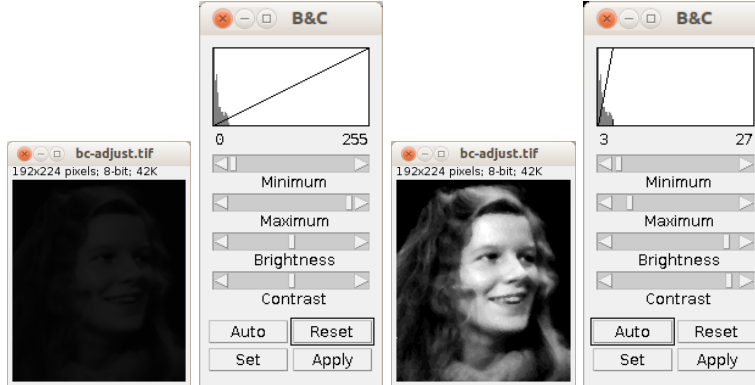 B&C
0 255
Minimum
Maximum
Brightness
Contrast
Auto Reset
Set Apply
bc-adjust.tif
192x224 pixels; 8-bit; 42K
bc-adjust.tif
192x224 pixels; 8-bit; 42K
B&C
3 27
Minimum
Maximum
Brightness
Contrast
Auto Reset
Set Apply